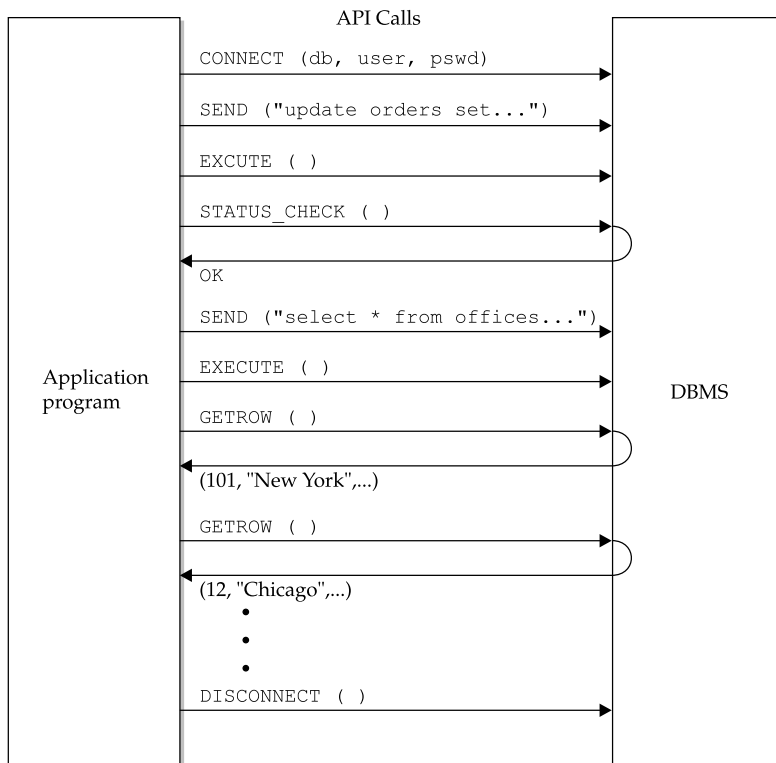 API Calls
CONNECT (db, user, pswd)
SEND ("update orders set...")
EXCUTE ( )
STATUS_CHECK ( )
OK
SEND ("select * from offices...")
EXECUTE ( )
Application
program
DBMS
GETROW ( )
(101, "New York",...)
GETROW ( )
(12, "Chicago",...)
DISCONNECT ( )